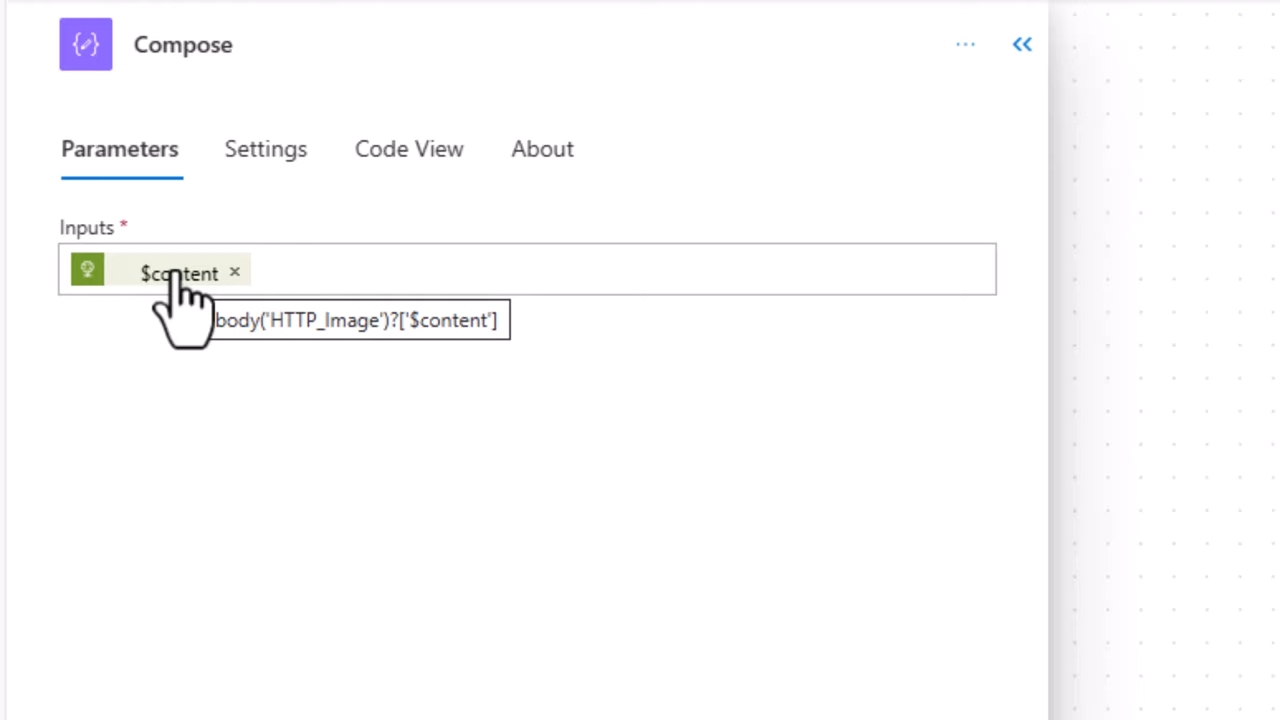 Compose
Parameters Settings Code View About
Inputs *
$content ×
body('HTTP_Image')?['$content']